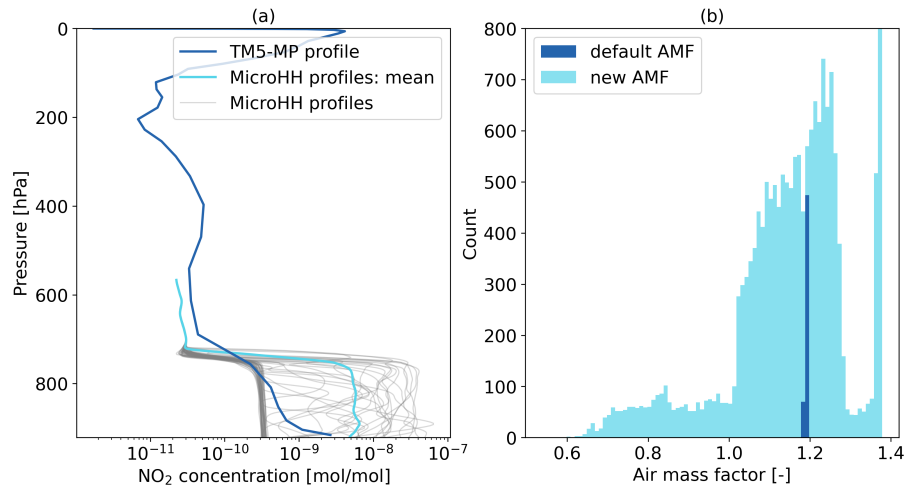 (a)
0
200
400
600
800
Pressure [hPa]
TM5-MP profile
MicroHH profiles: mean
MicroHH profiles
10⁻¹¹ 10⁻¹⁰ 10⁻⁹ 10⁻⁸ 10⁻⁷
NO₂ concentration [mol/mol]
(b)
800
700
600
500
400
300
200
100
0
Count
default AMF
new AMF
0.6 0.8 1.0 1.2 1.4
Air mass factor [-]